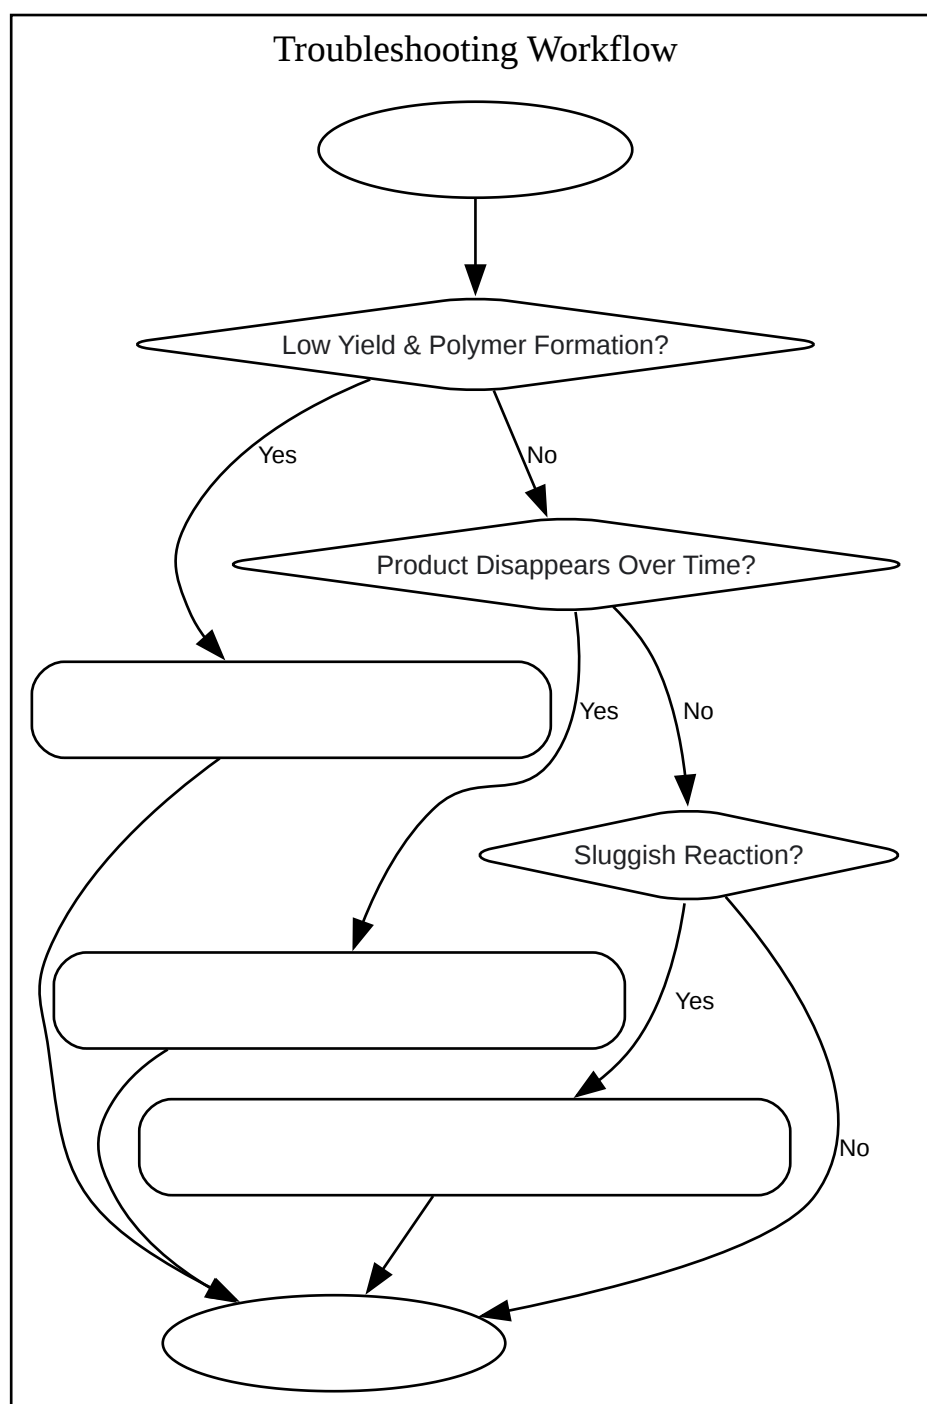 Troubleshooting Workflow
Low Yield & Polymer Formation?
Yes
No
Product Disappears Over Time?
Yes
No
Sluggish Reaction?
Yes
No